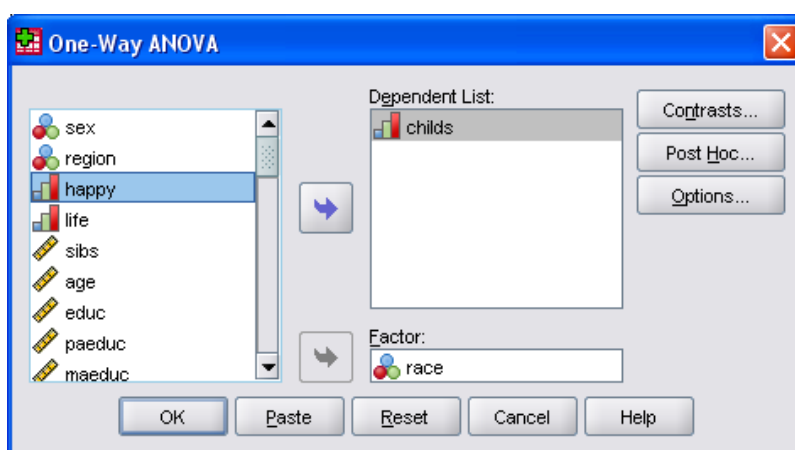 One-Way ANOVA
sex
region
happy
life
sibs
age
educ
paeduc
maeduc
Dependent List:
childs
Factor:
race
Contrasts...
Post Hoc...
Options...
OK
Paste
Reset
Cancel
Help